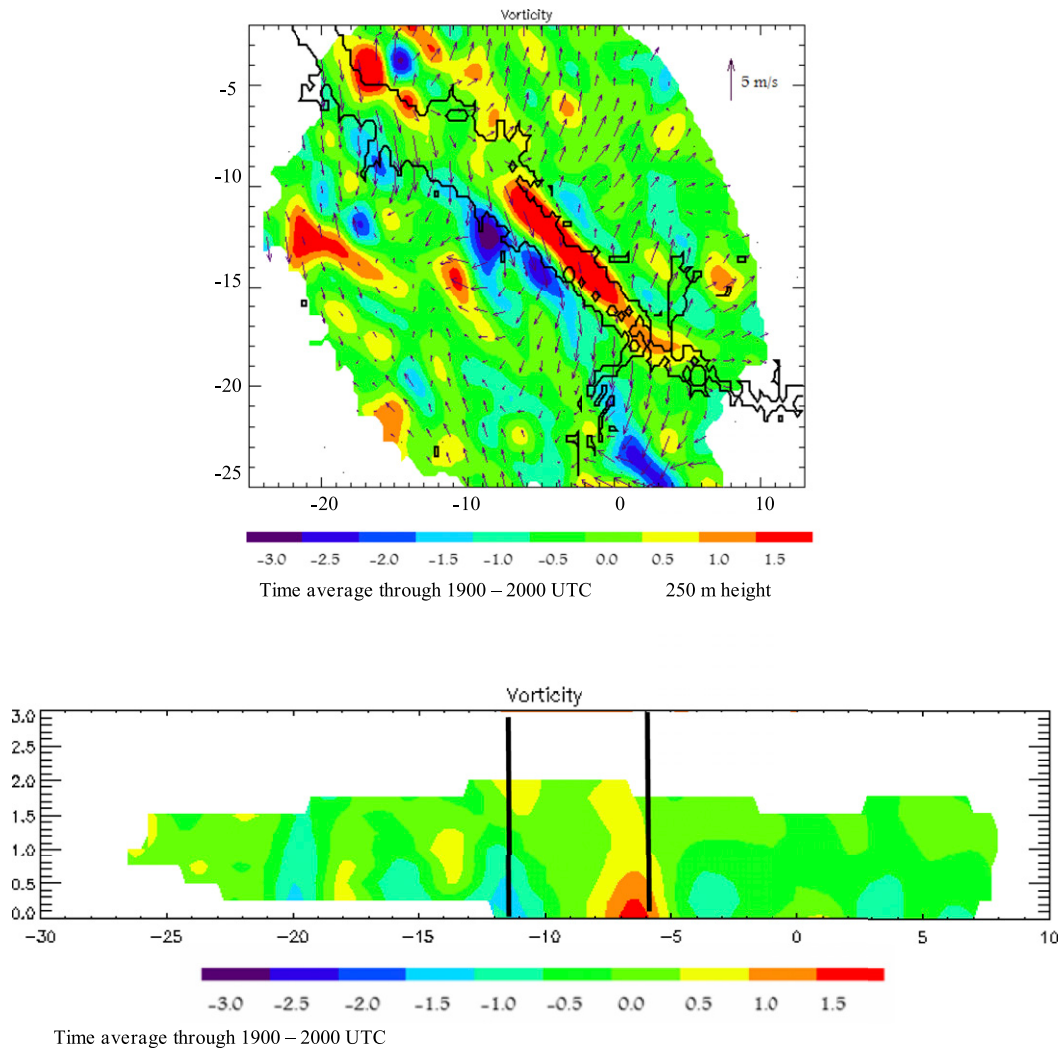 Vorticity
5 m/s
-5
-10
-15
-20
-25
-20 -10 0 10
-3.0 -2.5 -2.0 -1.5 -1.0 -0.5 0.0 0.5 1.0 1.5
Time average through 1900 – 2000 UTC 250 m height
Vorticity
3.0
2.5
2.0
1.5
1.0
0.5
0.0
-30 -25 -20 -15 -10 -5 0 5 10
-3.0 -2.5 -2.0 -1.5 -1.0 -0.5 0.0 0.5 1.0 1.5
Time average through 1900 – 2000 UTC